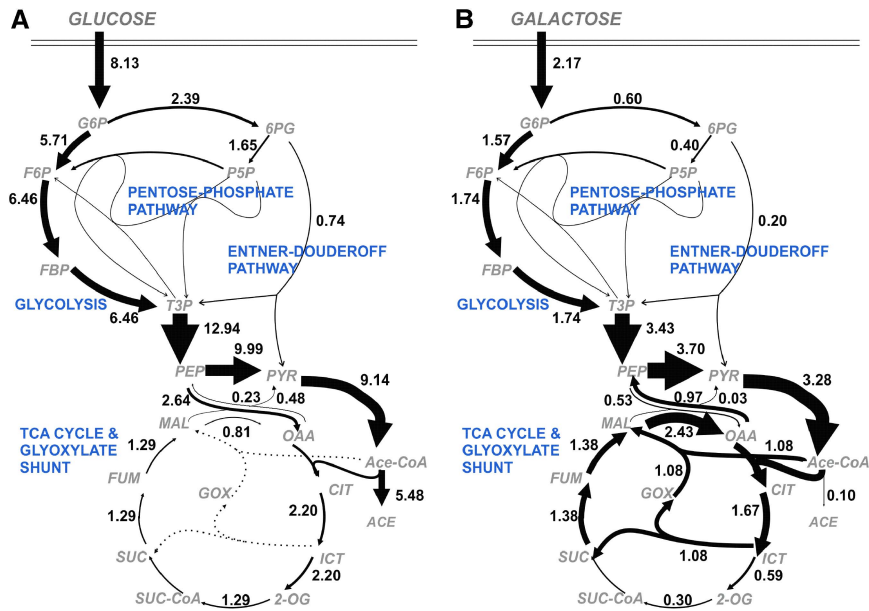 A
GLUCOSE
8.13
2.39
G6P
6PG
5.71
1.65
F6P
P5P
6.46
PENTOSE-PHOSPHATE
PATHWAY
0.74
ENTNER-DOUDEROFF
PATHWAY
FBP
GLYCOLYSIS
T3P
6.46
12.94
9.99
PEP
PYR
9.14
2.64
0.23
0.48
MAL
0.81
OAA
TCA CYCLE &
GLYOXYLATE
SHUNT
1.29
Ace-CoA
FUM
GOX
CIT
5.48
2.20
ACE
1.29
SUC
ICT
2.20
SUC-CoA
1.29
2-OG
B
GALACTOSE
2.17
0.60
G6P
6PG
1.57
0.40
F6P
P5P
1.74
PENTOSE-PHOSPHATE
PATHWAY
0.20
ENTNER-DOUDEROFF
PATHWAY
FBP
GLYCOLYSIS
T3P
1.74
3.43
3.70
PEP
PYR
3.28
0.53
0.97
0.03
MAL
2.43
OAA
TCA CYCLE &
GLYOXYLATE
SHUNT
1.38
1.08
Ace-CoA
FUM
1.08
GOX
CIT
0.10
1.67
ACE
1.38
SUC
1.08
ICT
0.59
SUC-CoA
0.30
2-OG